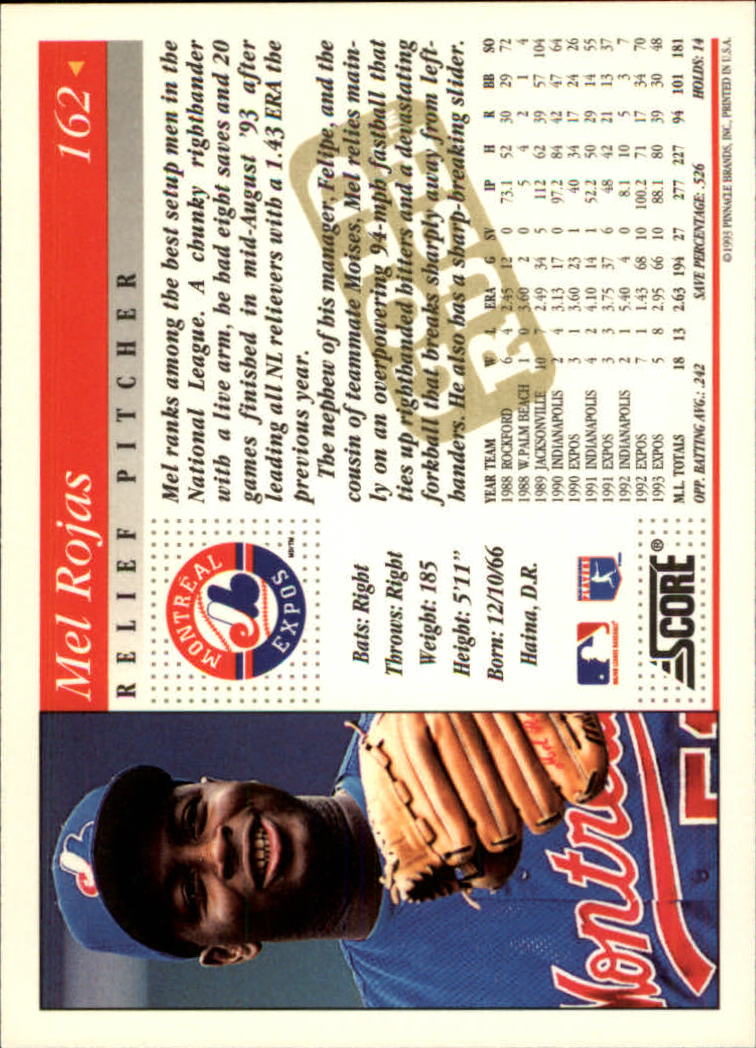 Mel Rojas 162
RELIEF PITCHER
MONTRÉAL
EXPOS
Mel ranks among the best setup men in the
National League. A chunky righthander
with a live arm, he had eight saves and 20
games finished in mid-August '93 after
leading all NL relievers with a 1.43 ERA the
previous year.
The nephew of his manager, Felipe, and the
cousin of teammate Moises, Mel relies main-
ly on an overpowering 94-mph fastball that
ties up righthanded hitters and a devastating
forkball that breaks sharply away from left-
handers. He also has a sharp-breaking slider.
GOLD
RUSH
Bats: Right
Throws: Right
Weight: 185
Height: 5'11"
Born: 12/10/66
Haina, D.R.
YEAR TEAM W L ERA G SV IP H R BB SO
1988 ROCKFORD 6 4 2.45 12 0 73.1 52 30 29 72
1988 W. PALM BEACH 1 0 3.60 2 0 5 4 2 1 4
1989 JACKSONVILLE 10 7 2.49 34 5 112 62 39 57 104
1990 INDIANAPOLIS 2 4 3.13 17 0 97.2 84 42 47 64
1990 EXPOS 3 1 3.60 23 1 40 34 17 24 26
1991 INDIANAPOLIS 4 2 4.10 14 1 52.2 50 29 14 55
1991 EXPOS 3 3 3.75 37 6 48 42 21 13 37
1992 INDIANAPOLIS 2 1 5.40 4 0 8.1 10 5 3 7
1992 EXPOS 7 1 1.43 68 10 100.2 71 17 34 70
1993 EXPOS 5 8 2.95 66 10 88.1 80 39 30 48
M.L. TOTALS 18 13 2.63 194 27 277 227 94 101 181
OPP. BATTING AVG.: .242 SAVE PERCENTAGE: .526 HOLDS: 14
©1993 PINNACLE BRANDS, INC., PRINTED IN U.S.A.
SCORE®
PLAYERS
Montre